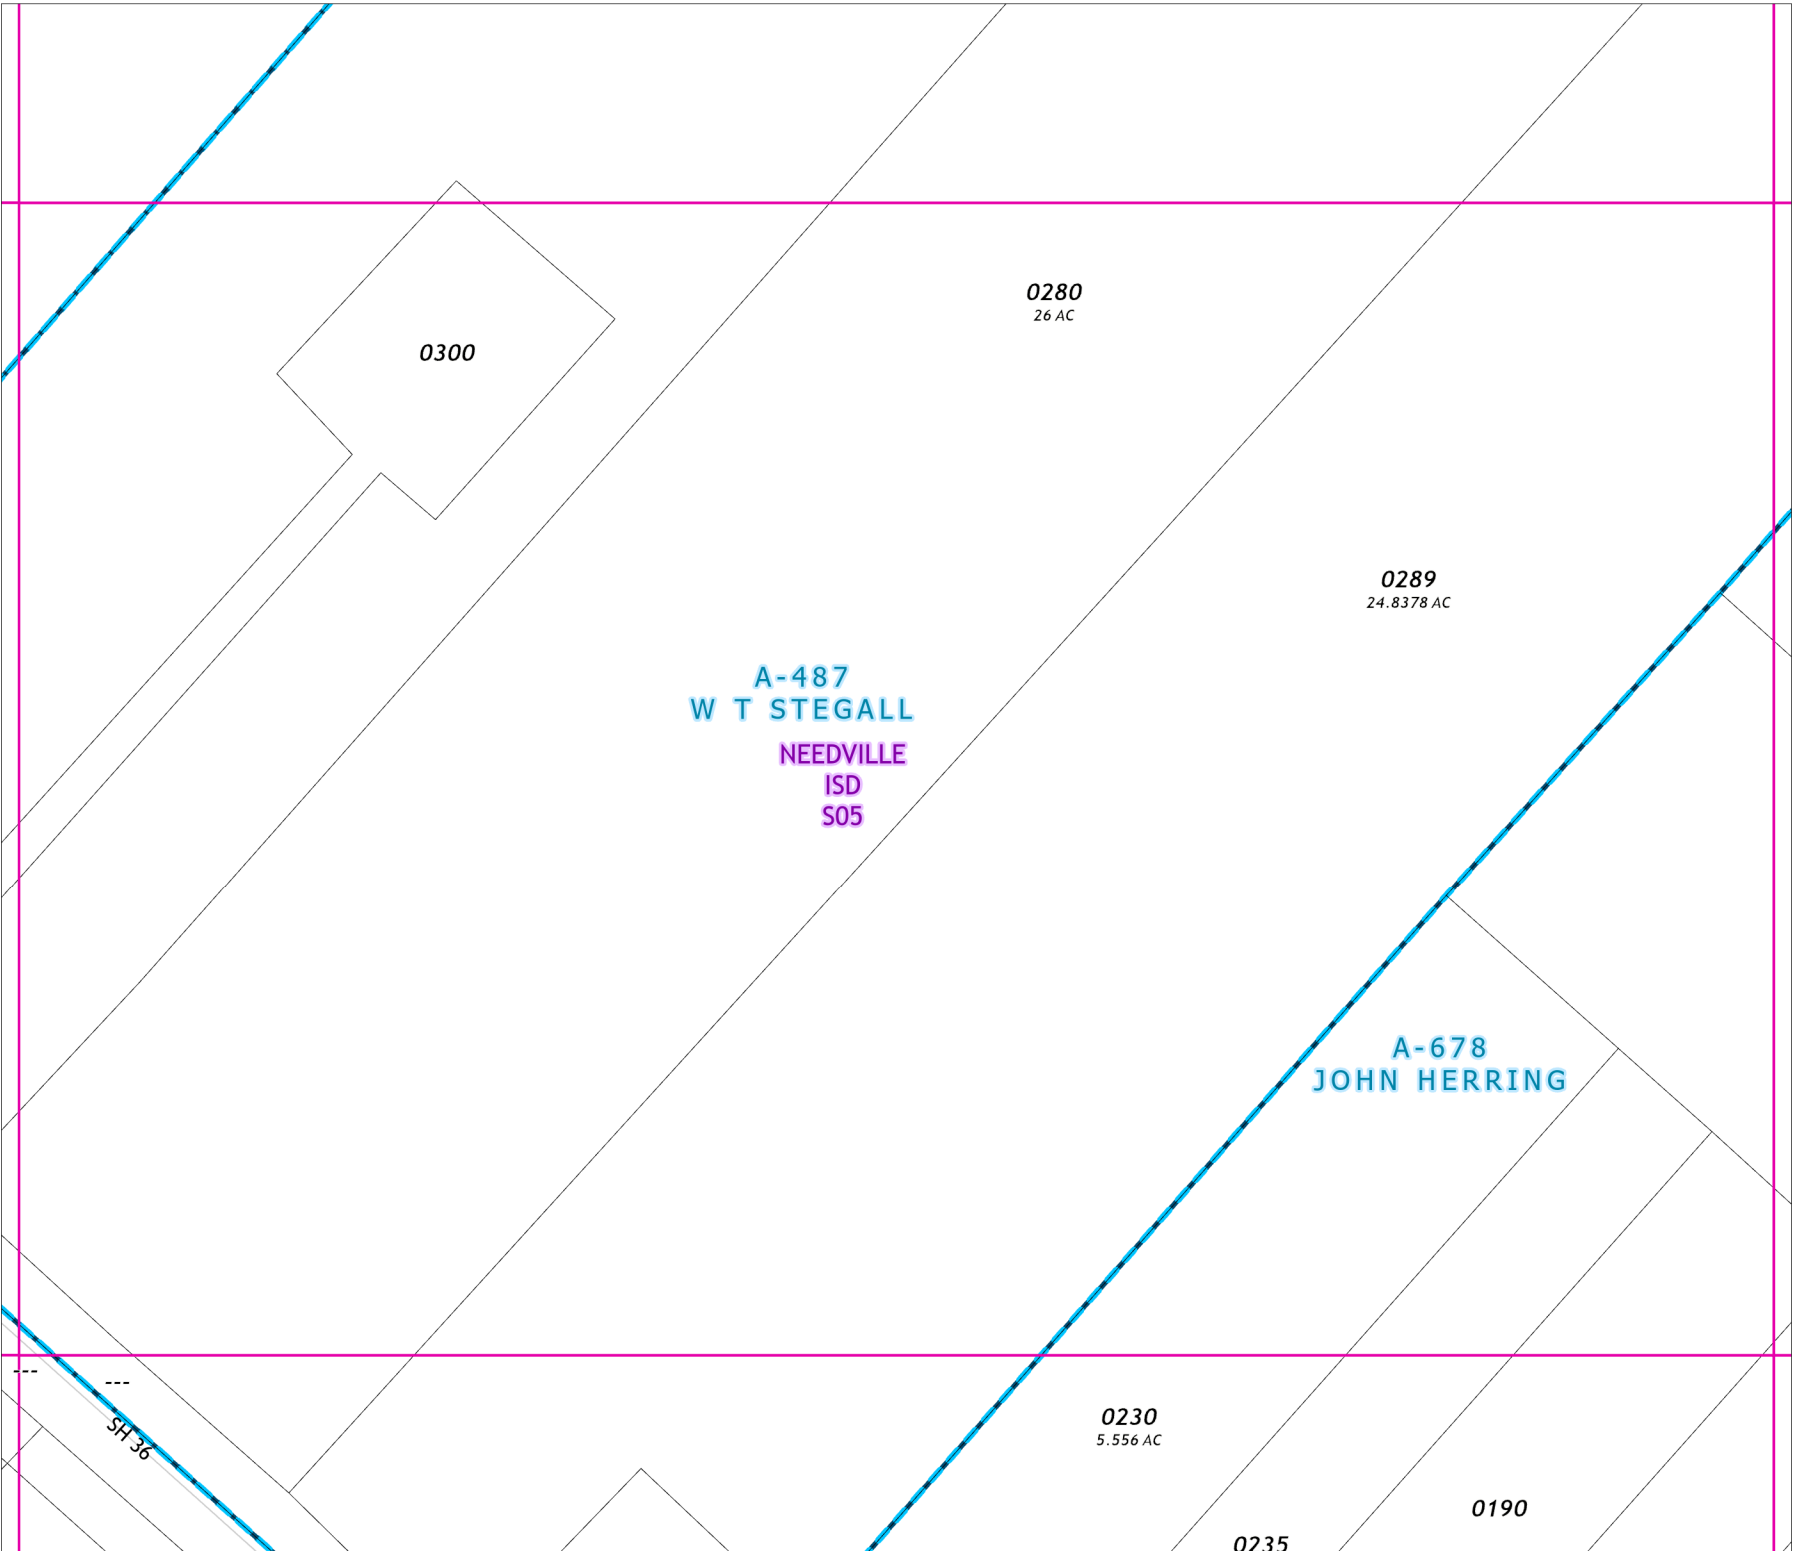 0280
26 AC
0300
0289
24.8378 AC
A-487
W T STEGALL
NEEDVILLE
ISD
S05
A-678
JOHN HERRING
---
---
SH 36
0230
5.556 AC
0190
0235